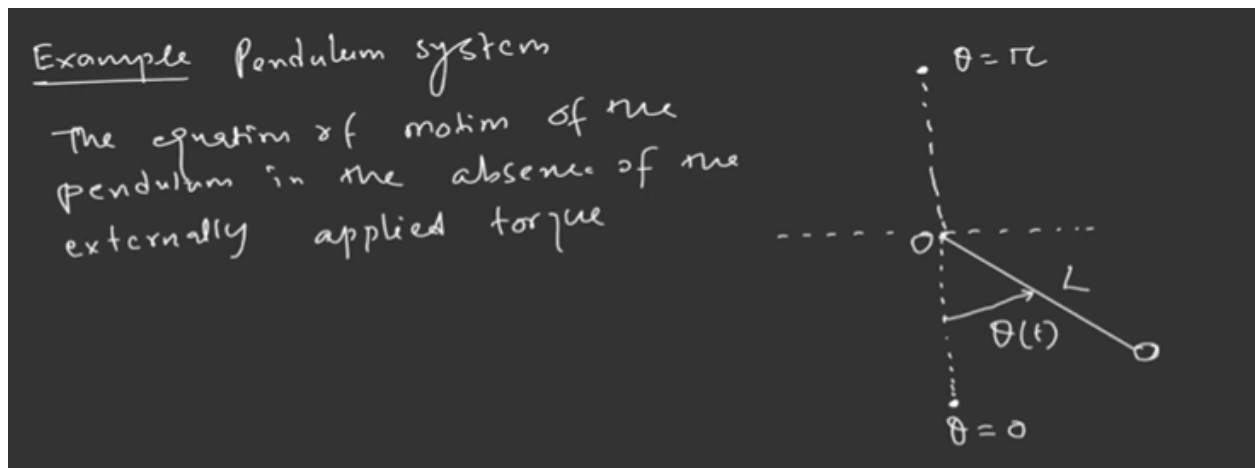 Example Pendulum system
The equation of motion of the
pendulum in the absence of the
externally applied torque
θ = π
O
L
θ(t)
θ = 0